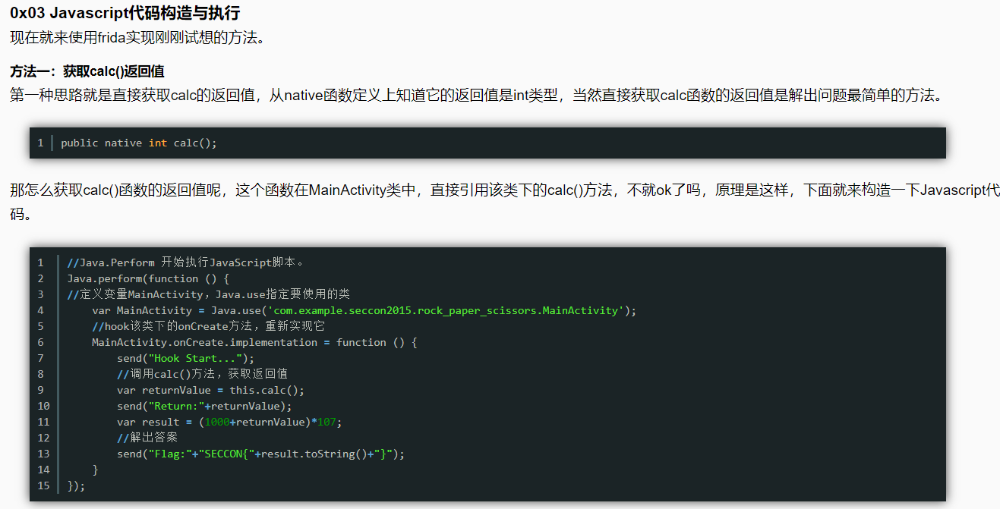 0x03 Javascript代码构造与执行
现在就来使用frida实现刚刚试想的方法。
方法一：获取calc()返回值
第一种思路就是直接获取calc的返回值，从native函数定义上知道它的返回值是int类型，当然直接获取calc函数的返回值是解出问题最简单的方法。
1 public native int calc();
那怎么获取calc()函数的返回值呢，这个函数在MainActivity类中，直接引用该类下的calc()方法，不就ok了吗，原理是这样，下面就来构造一下Javascript代
码。
1 //Java.Perform 开始执行JavaScript脚本。
2 Java.perform(function () {
3 //定义变量MainActivity，Java.use指定要使用的类
4     var MainActivity = Java.use('com.example.seccon2015.rock_paper_scissors.MainActivity');
5     //hook该类下的onCreate方法，重新实现它
6     MainActivity.onCreate.implementation = function () {
7         send("Hook Start...");
8         //调用calc()方法，获取返回值
9         var returnValue = this.calc();
10         send("Return:"+returnValue);
11         var result = (1000+returnValue)*107;
12         //解出答案
13         send("Flag:"+"SECCON{"+result.toString()+"}");
14     }
15 });